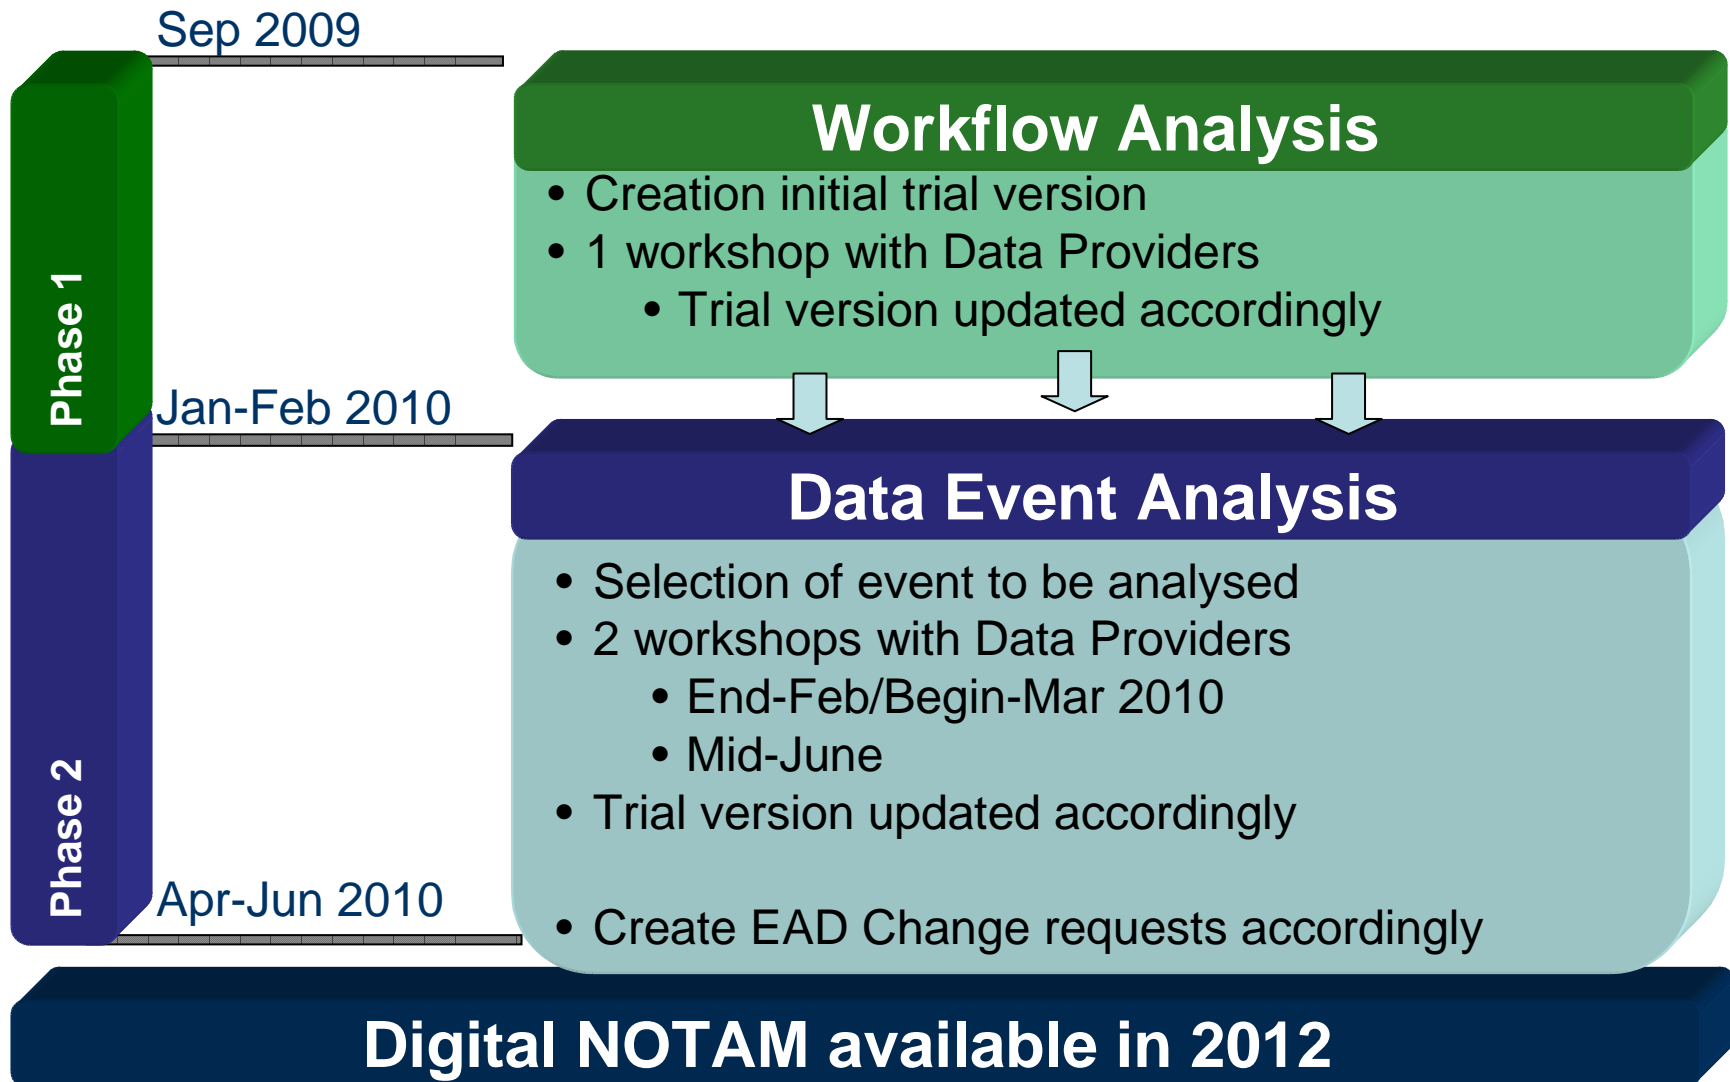 Sep 2009
Workflow Analysis
• Creation initial trial version
• 1 workshop with Data Providers
• Trial version updated accordingly
Phase 1
Jan-Feb 2010
Data Event Analysis
• Selection of event to be analysed
• 2 workshops with Data Providers
• End-Feb/Begin-Mar 2010
• Mid-June
• Trial version updated accordingly
Phase 2
Apr-Jun 2010
• Create EAD Change requests accordingly
Digital NOTAM available in 2012